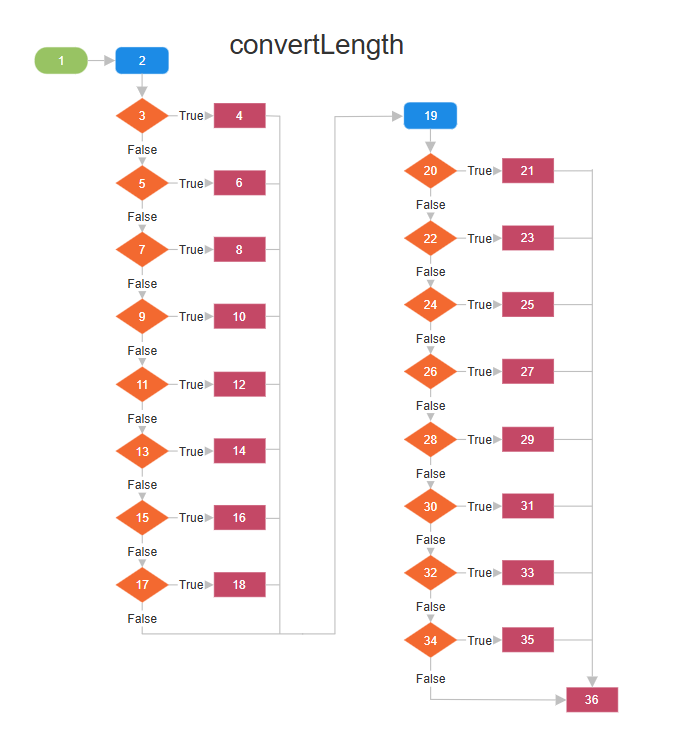 convertLength
1
2
3
True
4
False
5
True
6
False
7
True
8
False
9
True
10
False
11
True
12
False
13
True
14
False
15
True
16
False
17
True
18
False
19
20
True
21
False
22
True
23
False
24
True
25
False
26
True
27
False
28
True
29
False
30
True
31
False
32
True
33
False
34
True
35
False
36